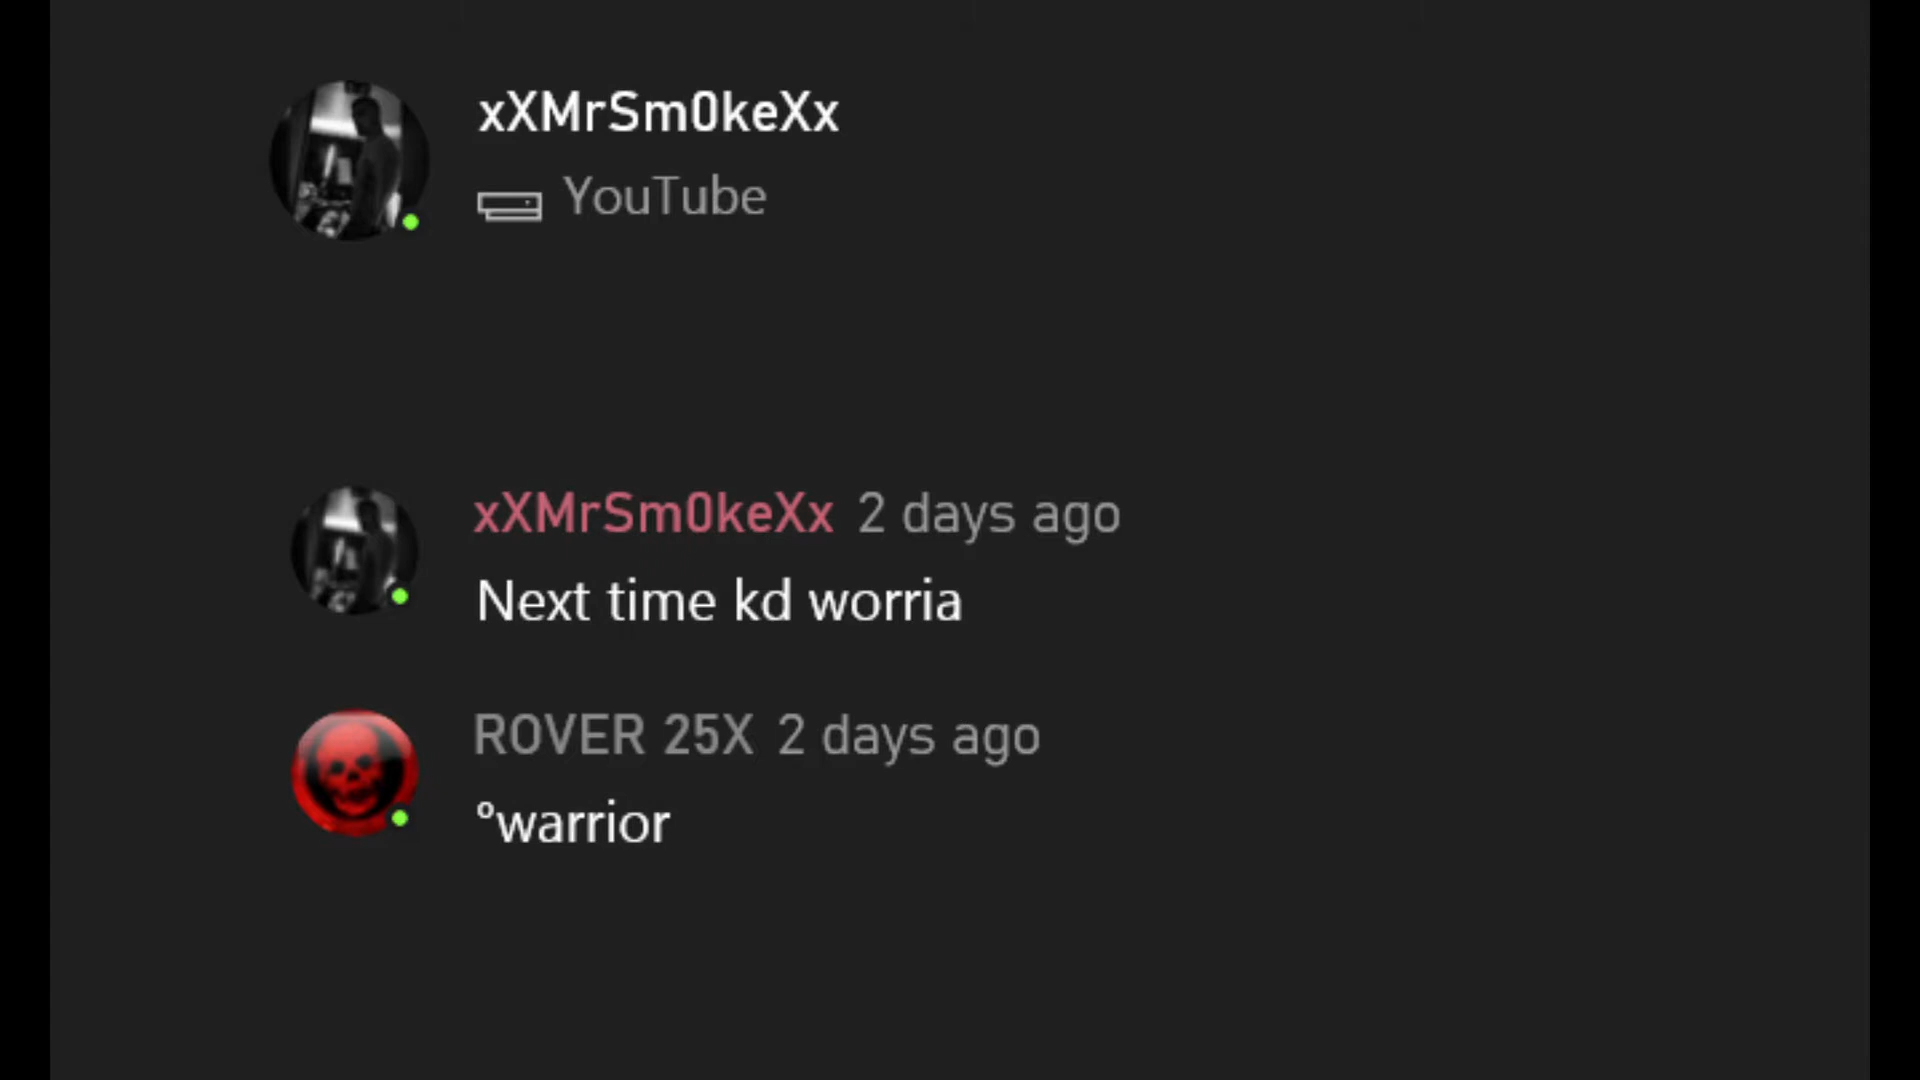 xXMrSm0keXx
YouTube
xXMrSm0keXx 2 days ago
Next time kd worria
ROVER 25X 2 days ago
°warrior